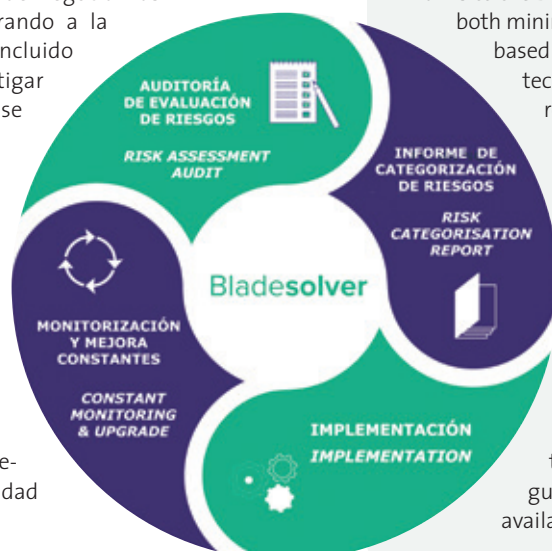 rando a la
ncluido
tigar
se
both mini
based
tec
r
AUDITORÍA
DE EVALUACIÓN
DE RIESGOS
RISK ASSESSMENT
AUDIT
INFORME DE
CATEGORIZACIÓN
DE RIESGOS
RISK
CATEGORISATION
REPORT
Bladesolver
MONITORIZACIÓN
Y MEJORA
CONSTANTES
CONSTANT
MONITORING
& UPGRADE
IMPLEMENTACIÓN
IMPLEMENTATION
e-
idad
t
gu
availa